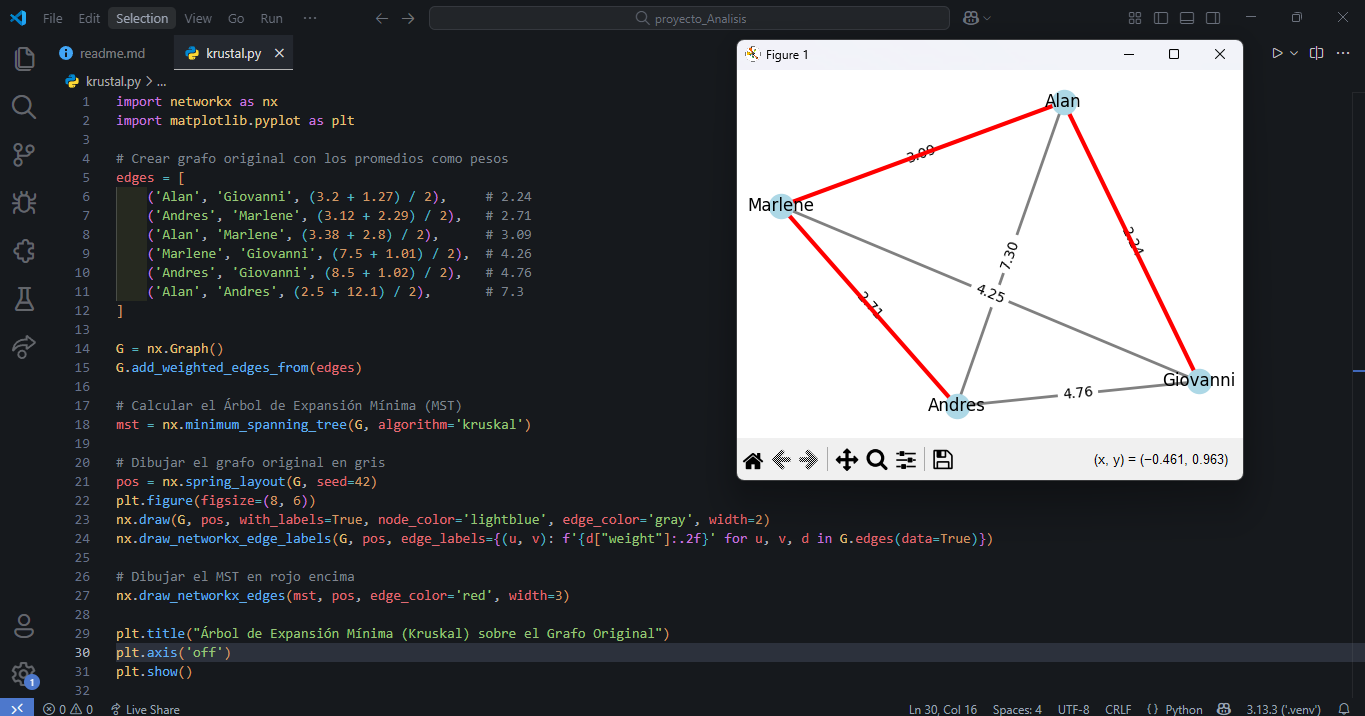 File Edit Selection View Go Run ··· proyecto_Analisis
readme.md krustal.py
krustal.py > ...
1 import networkx as nx
2 import matplotlib.pyplot as plt
3
4 # Crear grafo original con los promedios como pesos
5 edges = [
6 ('Alan', 'Giovanni', (3.2 + 1.27) / 2), # 2.24
7 ('Andres', 'Marlene', (3.12 + 2.29) / 2), # 2.71
8 ('Alan', 'Marlene', (3.38 + 2.8) / 2), # 3.09
9 ('Marlene', 'Giovanni', (7.5 + 1.01) / 2), # 4.26
10 ('Andres', 'Giovanni', (8.5 + 1.02) / 2), # 4.76
11 ('Alan', 'Andres', (2.5 + 12.1) / 2), # 7.3
12 ]
13
14 G = nx.Graph()
15 G.add_weighted_edges_from(edges)
16
17 # Calcular el Árbol de Expansión Mínima (MST)
18 mst = nx.minimum_spanning_tree(G, algorithm='kruskal')
19
20 # Dibujar el grafo original en gris
21 pos = nx.spring_layout(G, seed=42)
22 plt.figure(figsize=(8, 6))
23 nx.draw(G, pos, with_labels=True, node_color='lightblue', edge_color='gray', width=2)
24 nx.draw_networkx_edge_labels(G, pos, edge_labels={(u, v): f'{d["weight"]:.2f}' for u, v, d in G.edges(data=True)})
25
26 # Dibujar el MST en rojo encima
27 nx.draw_networkx_edges(mst, pos, edge_color='red', width=3)
28
29 plt.title("Árbol de Expansión Mínima (Kruskal) sobre el Grafo Original")
30 plt.axis('off')
31 plt.show()
32
Figure 1
Alan
3.09
Marlene
2.24
7.30
4.25
2.71
Giovanni
4.76
Andres
(x, y) = (−0.461, 0.963)
1
0 0 Live Share Ln 30, Col 16 Spaces: 4 UTF-8 CRLF {} Python 3.13.3 ('.venv')